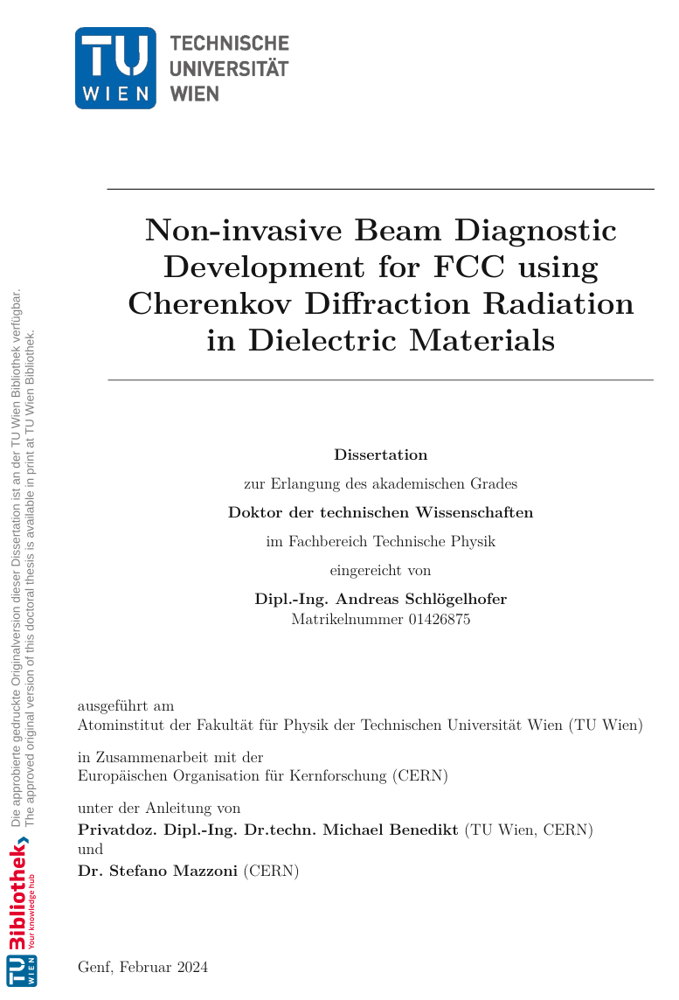 TU
WIEN
TECHNISCHE
UNIVERSITÄT
WIEN
Non-invasive Beam Diagnostic
Development for FCC using
Cherenkov Diffraction Radiation
in Dielectric Materials
Dissertation
zur Erlangung des akademischen Grades
Doktor der technischen Wissenschaften
im Fachbereich Technische Physik
eingereicht von
Dipl.-Ing. Andreas Schlögelhofer
Matrikelnummer 01426875
ausgeführt am
Atominstitut der Fakultät für Physik der Technischen Universität Wien (TU Wien)
in Zusammenarbeit mit der
Europäischen Organisation für Kernforschung (CERN)
unter der Anleitung von
Privatdoz. Dipl.-Ing. Dr.techn. Michael Benedikt (TU Wien, CERN)
und
Dr. Stefano Mazzoni (CERN)
Genf, Februar 2024
Die approbierte gedruckte Originalversion dieser Dissertation ist an der TU Wien Bibliothek verfügbar.
The approved original version of this doctoral thesis is available in print at TU Wien Bibliothek.
TU
WIEN
Bibliothek
Your knowledge hub